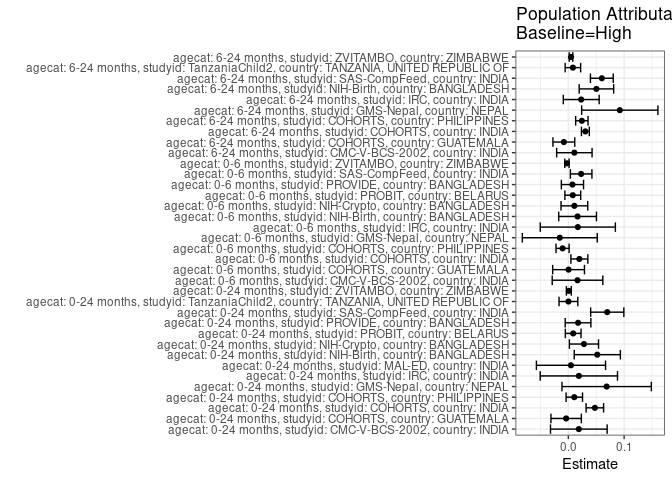 Population Attributa
Baseline=High
agecat: 6-24 months, studyid: ZVITAMBO, country: ZIMBABWE
agecat: 6-24 months, studyid: TanzaniaChild2, country: TANZANIA, UNITED REPUBLIC OF
agecat: 6-24 months, studyid: SAS-CompFeed, country: INDIA
agecat: 6-24 months, studyid: NIH-Birth, country: BANGLADESH
agecat: 6-24 months, studyid: IRC, country: INDIA
agecat: 6-24 months, studyid: GMS-Nepal, country: NEPAL
agecat: 6-24 months, studyid: COHORTS, country: PHILIPPINES
agecat: 6-24 months, studyid: COHORTS, country: INDIA
agecat: 6-24 months, studyid: COHORTS, country: GUATEMALA
agecat: 6-24 months, studyid: CMC-V-BCS-2002, country: INDIA
agecat: 0-6 months, studyid: ZVITAMBO, country: ZIMBABWE
agecat: 0-6 months, studyid: SAS-CompFeed, country: INDIA
agecat: 0-6 months, studyid: PROVIDE, country: BANGLADESH
agecat: 0-6 months, studyid: PROBIT, country: BELARUS
agecat: 0-6 months, studyid: NIH-Crypto, country: BANGLADESH
agecat: 0-6 months, studyid: NIH-Birth, country: BANGLADESH
agecat: 0-6 months, studyid: IRC, country: INDIA
agecat: 0-6 months, studyid: GMS-Nepal, country: NEPAL
agecat: 0-6 months, studyid: COHORTS, country: PHILIPPINES
agecat: 0-6 months, studyid: COHORTS, country: INDIA
agecat: 0-6 months, studyid: COHORTS, country: GUATEMALA
agecat: 0-6 months, studyid: CMC-V-BCS-2002, country: INDIA
agecat: 0-24 months, studyid: ZVITAMBO, country: ZIMBABWE
agecat: 0-24 months, studyid: TanzaniaChild2, country: TANZANIA, UNITED REPUBLIC OF
agecat: 0-24 months, studyid: SAS-CompFeed, country: INDIA
agecat: 0-24 months, studyid: PROVIDE, country: BANGLADESH
agecat: 0-24 months, studyid: PROBIT, country: BELARUS
agecat: 0-24 months, studyid: NIH-Crypto, country: BANGLADESH
agecat: 0-24 months, studyid: NIH-Birth, country: BANGLADESH
agecat: 0-24 months, studyid: MAL-ED, country: INDIA
agecat: 0-24 months, studyid: IRC, country: INDIA
agecat: 0-24 months, studyid: GMS-Nepal, country: NEPAL
agecat: 0-24 months, studyid: COHORTS, country: PHILIPPINES
agecat: 0-24 months, studyid: COHORTS, country: INDIA
agecat: 0-24 months, studyid: COHORTS, country: GUATEMALA
agecat: 0-24 months, studyid: CMC-V-BCS-2002, country: INDIA
0.0 0.1
Estimate